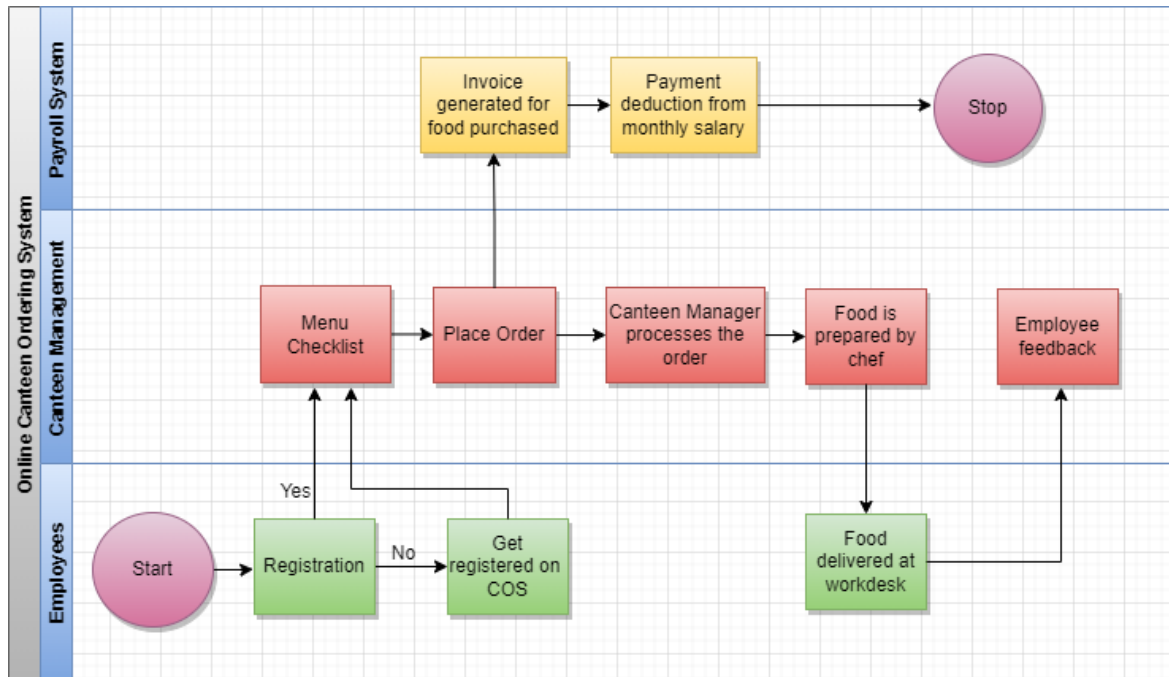 Online Canteen Ordering System
Payroll System
Invoice
generated for
food purchased
Payment
deduction from
monthly salary
Stop
Canteen Management
Menu
Checklist
Place Order
Canteen Manager
processes the
order
Food is
prepared by
chef
Employee
feedback
Employees
Start
Registration
Yes
No
Get
registered on
COS
Food
delivered at
workdesk